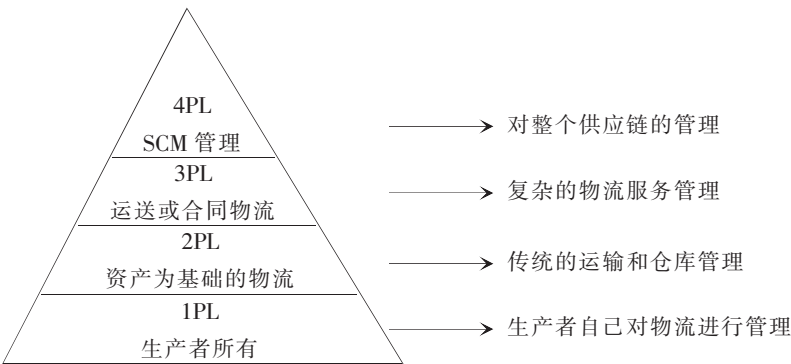 4PL
SCM 管理
对整个供应链的管理
3PL
运送或合同物流
复杂的物流服务管理
2PL
资产为基础的物流
传统的运输和仓库管理
1PL
生产者所有
生产者自己对物流进行管理